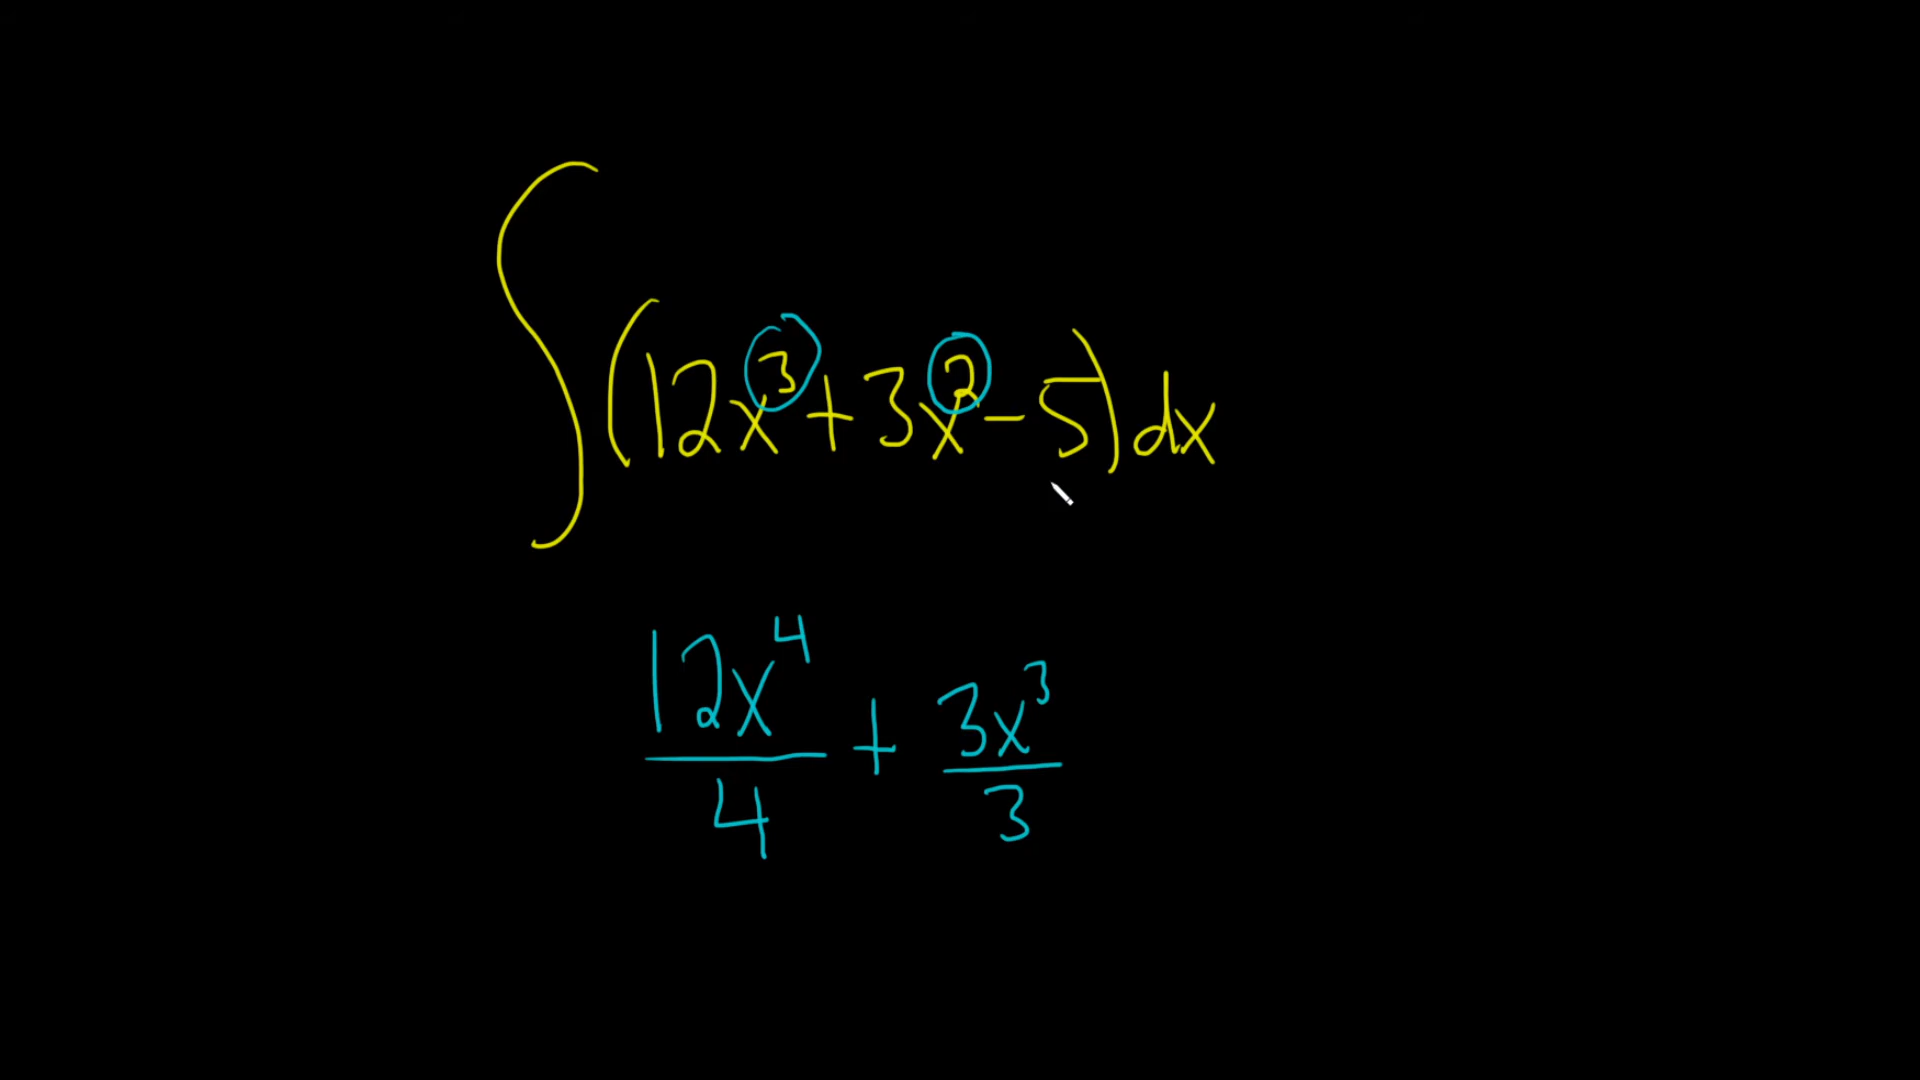 ∫(12x³+3x²-5)dx
12x⁴/4 + 3x³/3